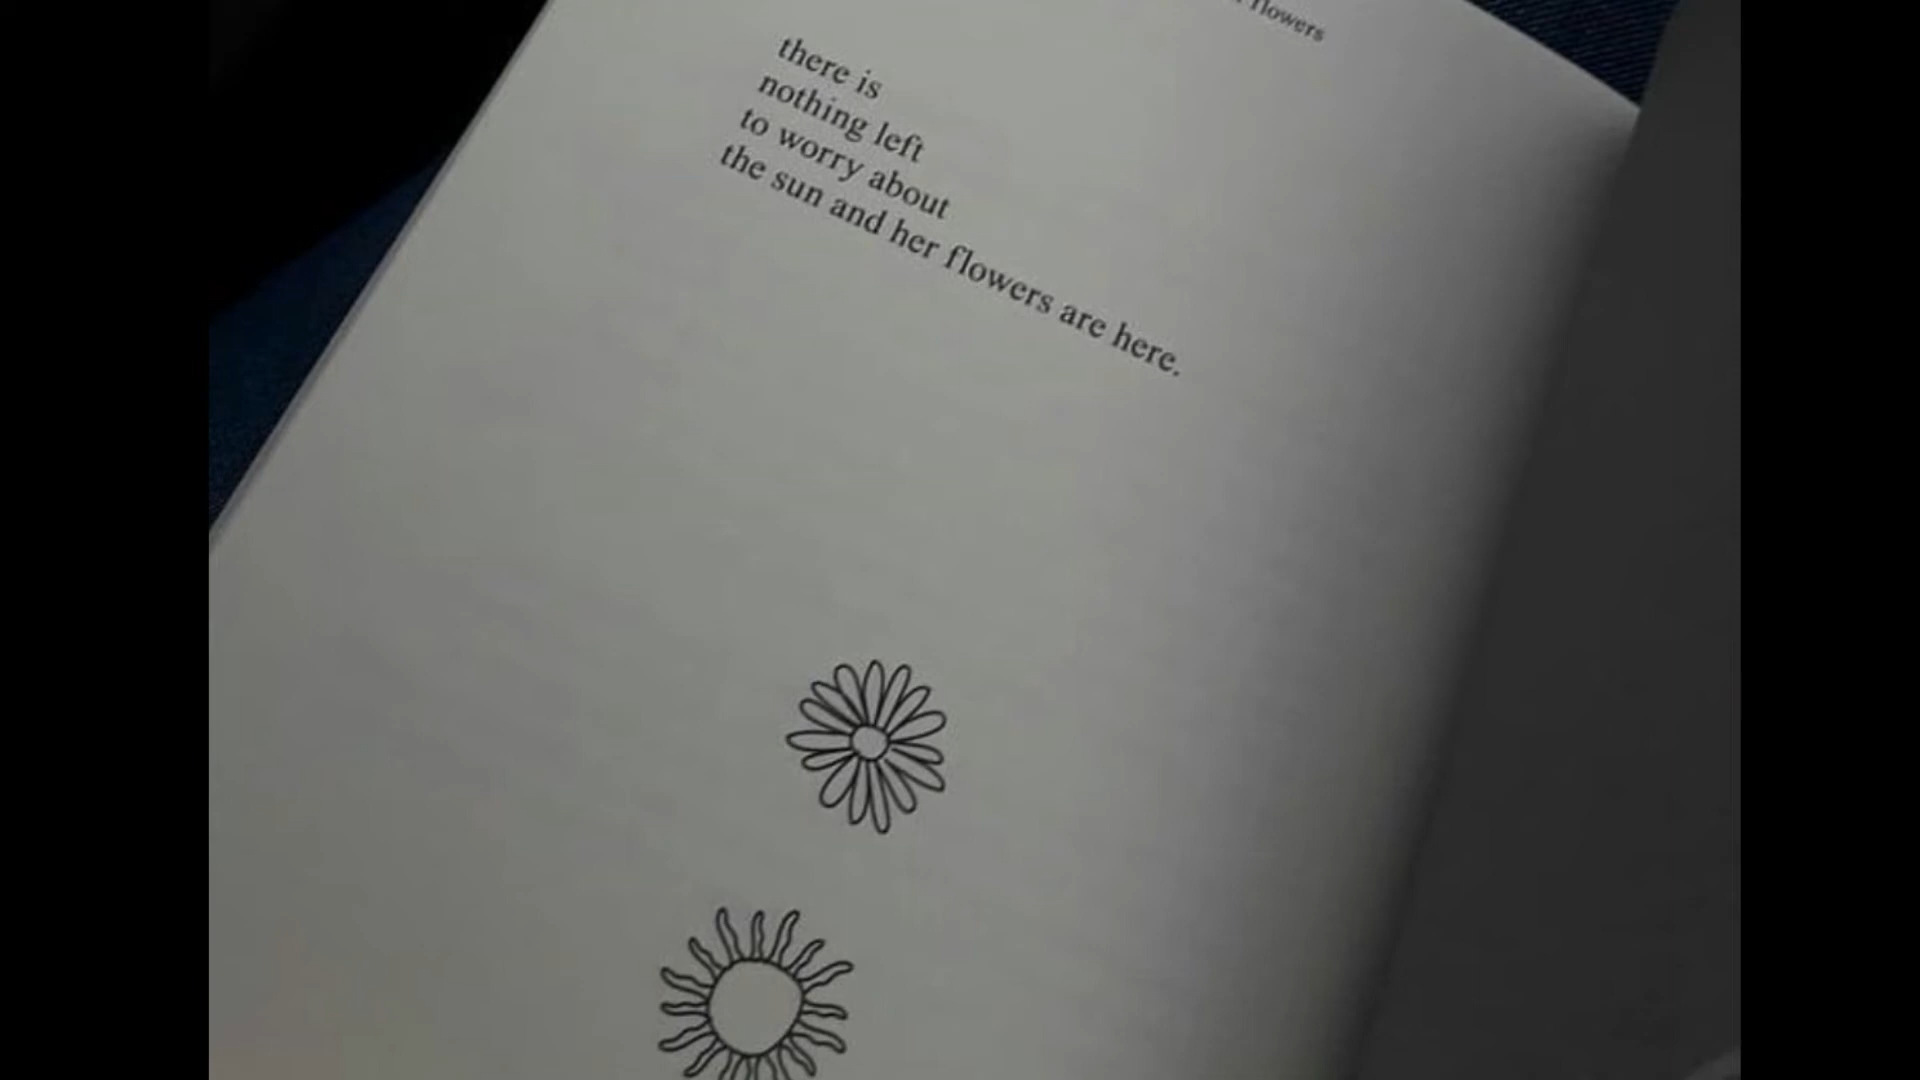 flowers
there is
nothing left
to worry about
the sun and her flowers are here.